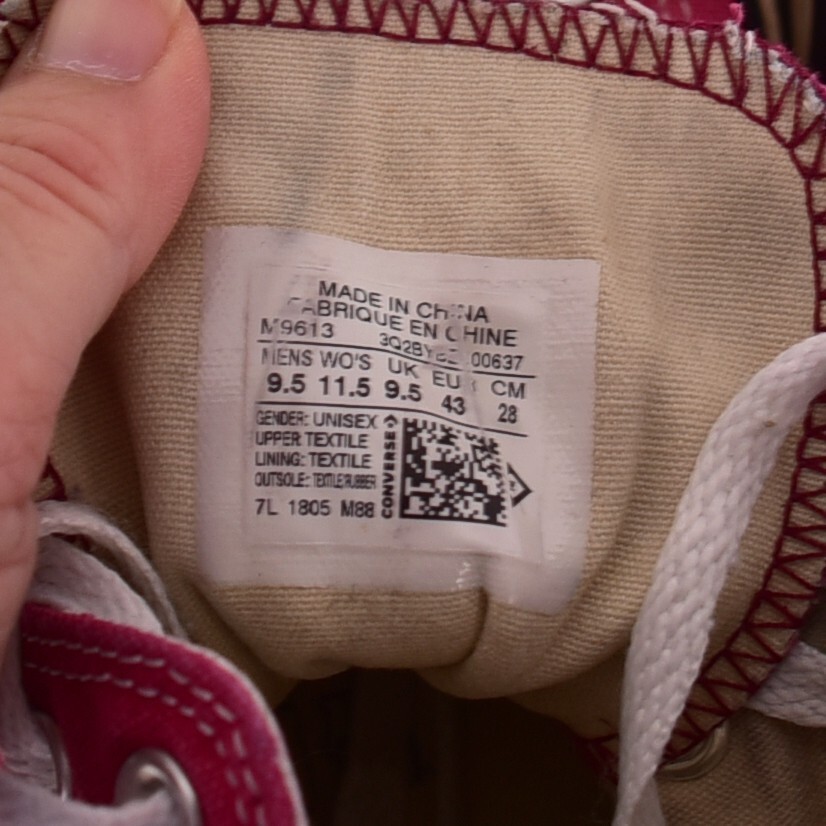 MADE IN CHINA
FABRIQUE EN CHINE
M9613 00637
MENS WO'S UK EU CM
9.5 11.5 9.5 43 28
GENDER: UNISEX
UPPER: TEXTILE
LINING: TEXTILE
OUTSOLE: TEXTILE/RUBBER
7L 1805 M88
CONVERSE